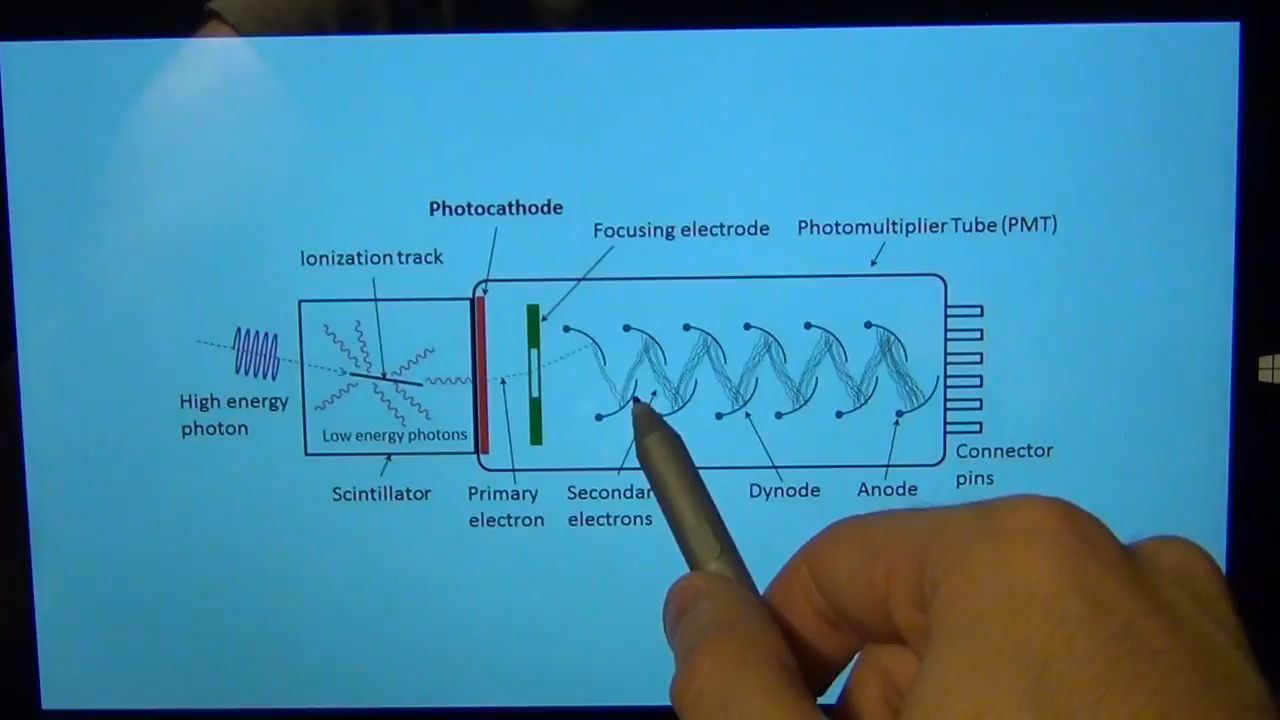 Photocathode
Focusing electrode
Photomultiplier Tube (PMT)
Ionization track
High energy
photon
Low energy photons
Scintillator
Primary
electron
electrons
Dynode
Anode
Connector
pins